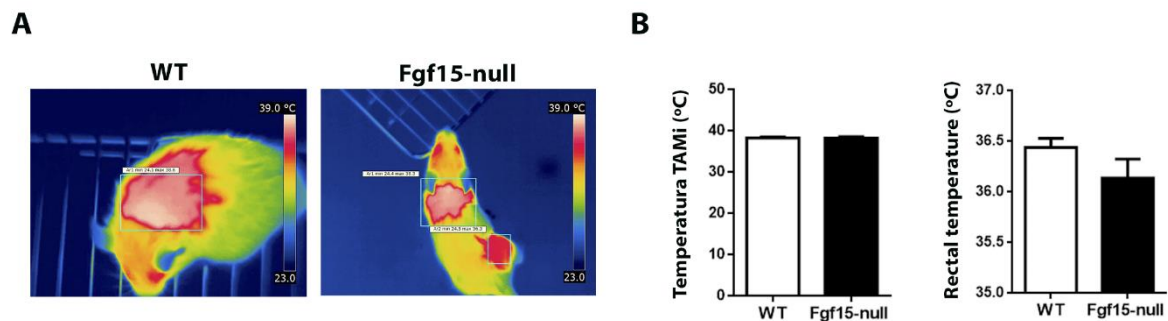 A
B
WT
Fgf15-null
39.0 ºC
23.0
39.0 ºC
23.0
Temperatura TAMi (ºC)
50
40
30
20
10
0
WT
Fgf15-null
Rectal temperature (ºC)
37.0
36.5
36.0
35.5
35.0
WT
Fgf15-null